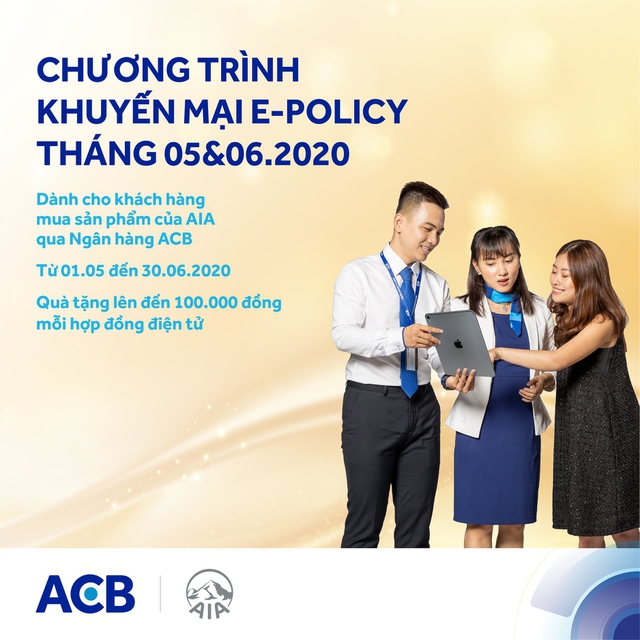 CHƯƠNG TRÌNH
KHUYẾN MẠI E-POLICY
THÁNG 05&06.2020
Dành cho khách hàng
mua sản phẩm của AIA
qua Ngân hàng ACB
Từ 01.05 đến 30.06.2020
Quà tặng lên đến 100.000 đồng
mỗi hợp đồng điện tử
ACB
AIA